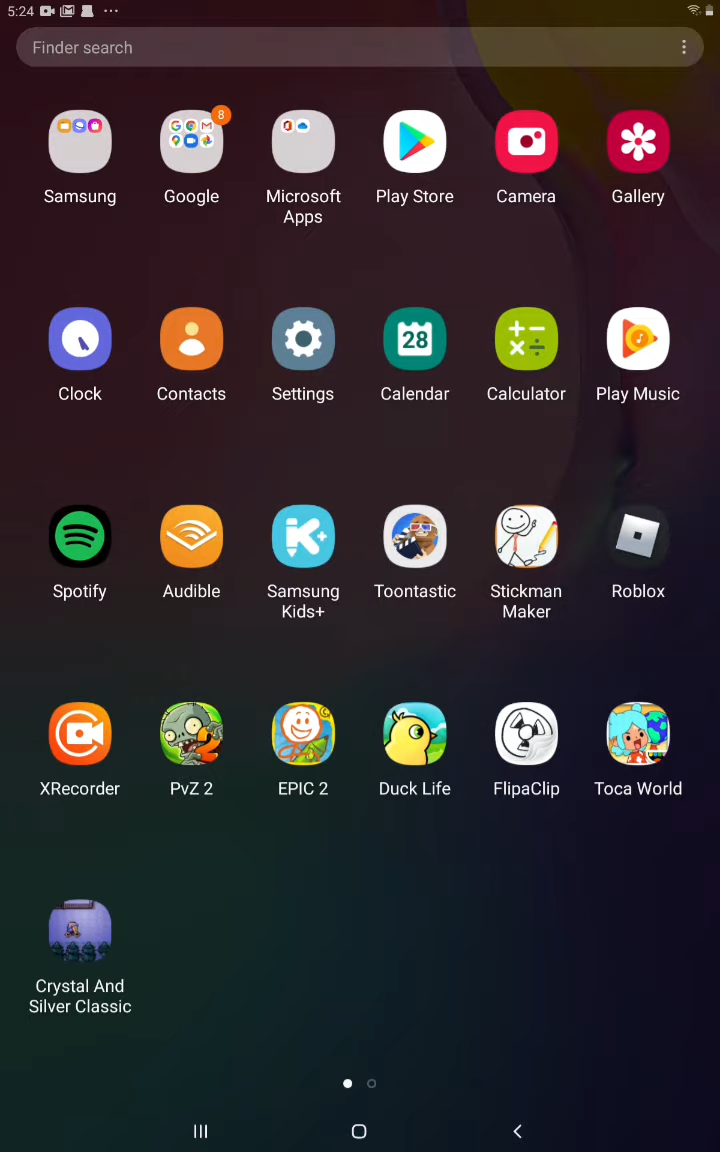 5:24
Finder search
8
Samsung
Google
Microsoft
Apps
Play Store
Camera
Gallery
28
Clock
Contacts
Settings
Calendar
Calculator
Play Music
Spotify
Audible
Samsung
Kids+
Toontastic
Stickman
Maker
Roblox
XRecorder
PvZ 2
EPIC 2
Duck Life
FlipaClip
Toca World
Crystal And
Silver Classic